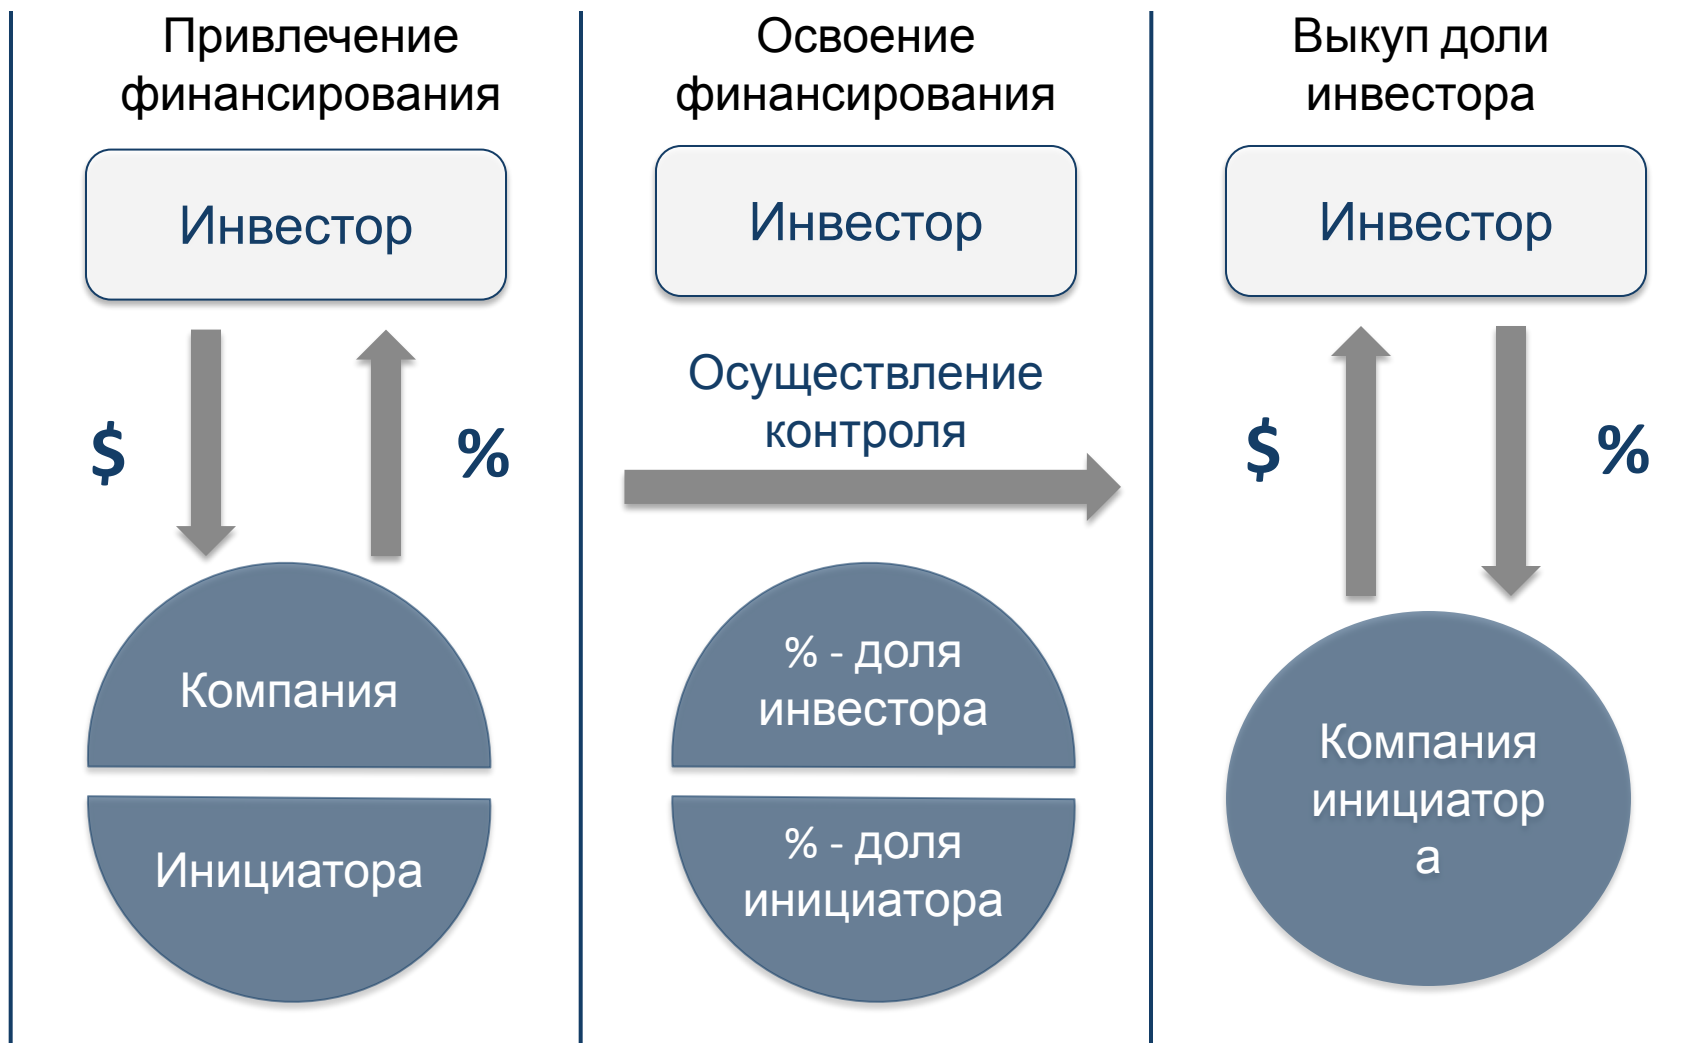 Привлечение
финансирования
Инвестор
$
%
Компания
Инициатора
Освоение
финансирования
Инвестор
Осуществление
контроля
% - доля
инвестора
% - доля
инициатора
Выкуп доли
инвестора
Инвестор
$
%
Компания
инициатор
а